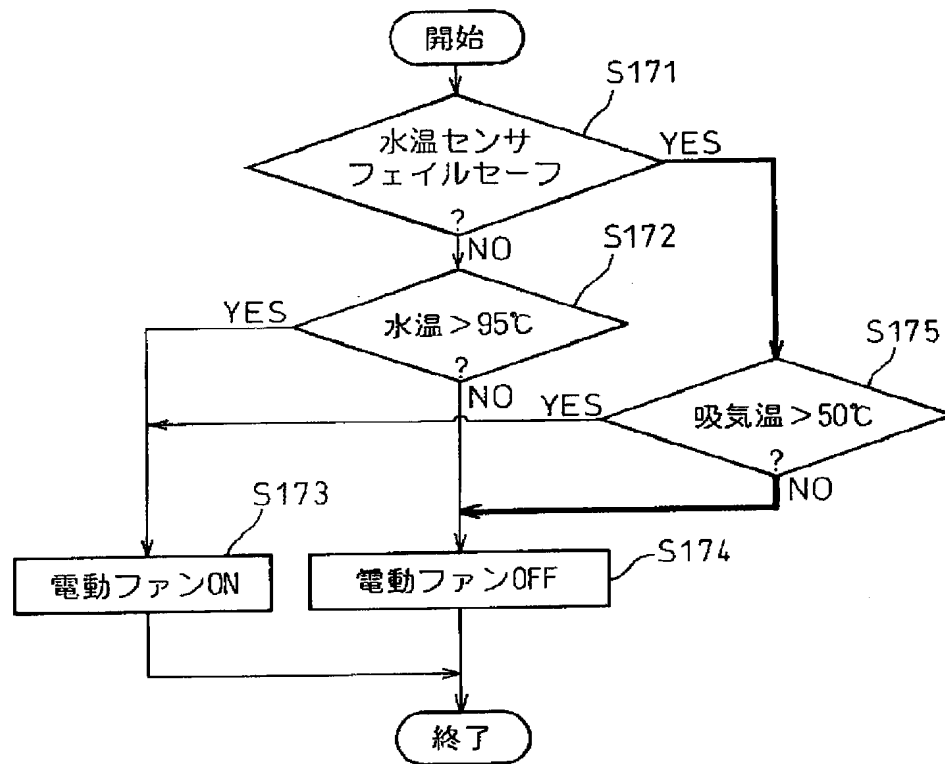 開始
S171
水温センサ
フェイルセーフ
?
YES
NO
S172
YES
水温>95℃
?
NO
S175
YES
吸気温>50℃
?
NO
S173
電動ファンON
電動ファンOFF
S174
終了